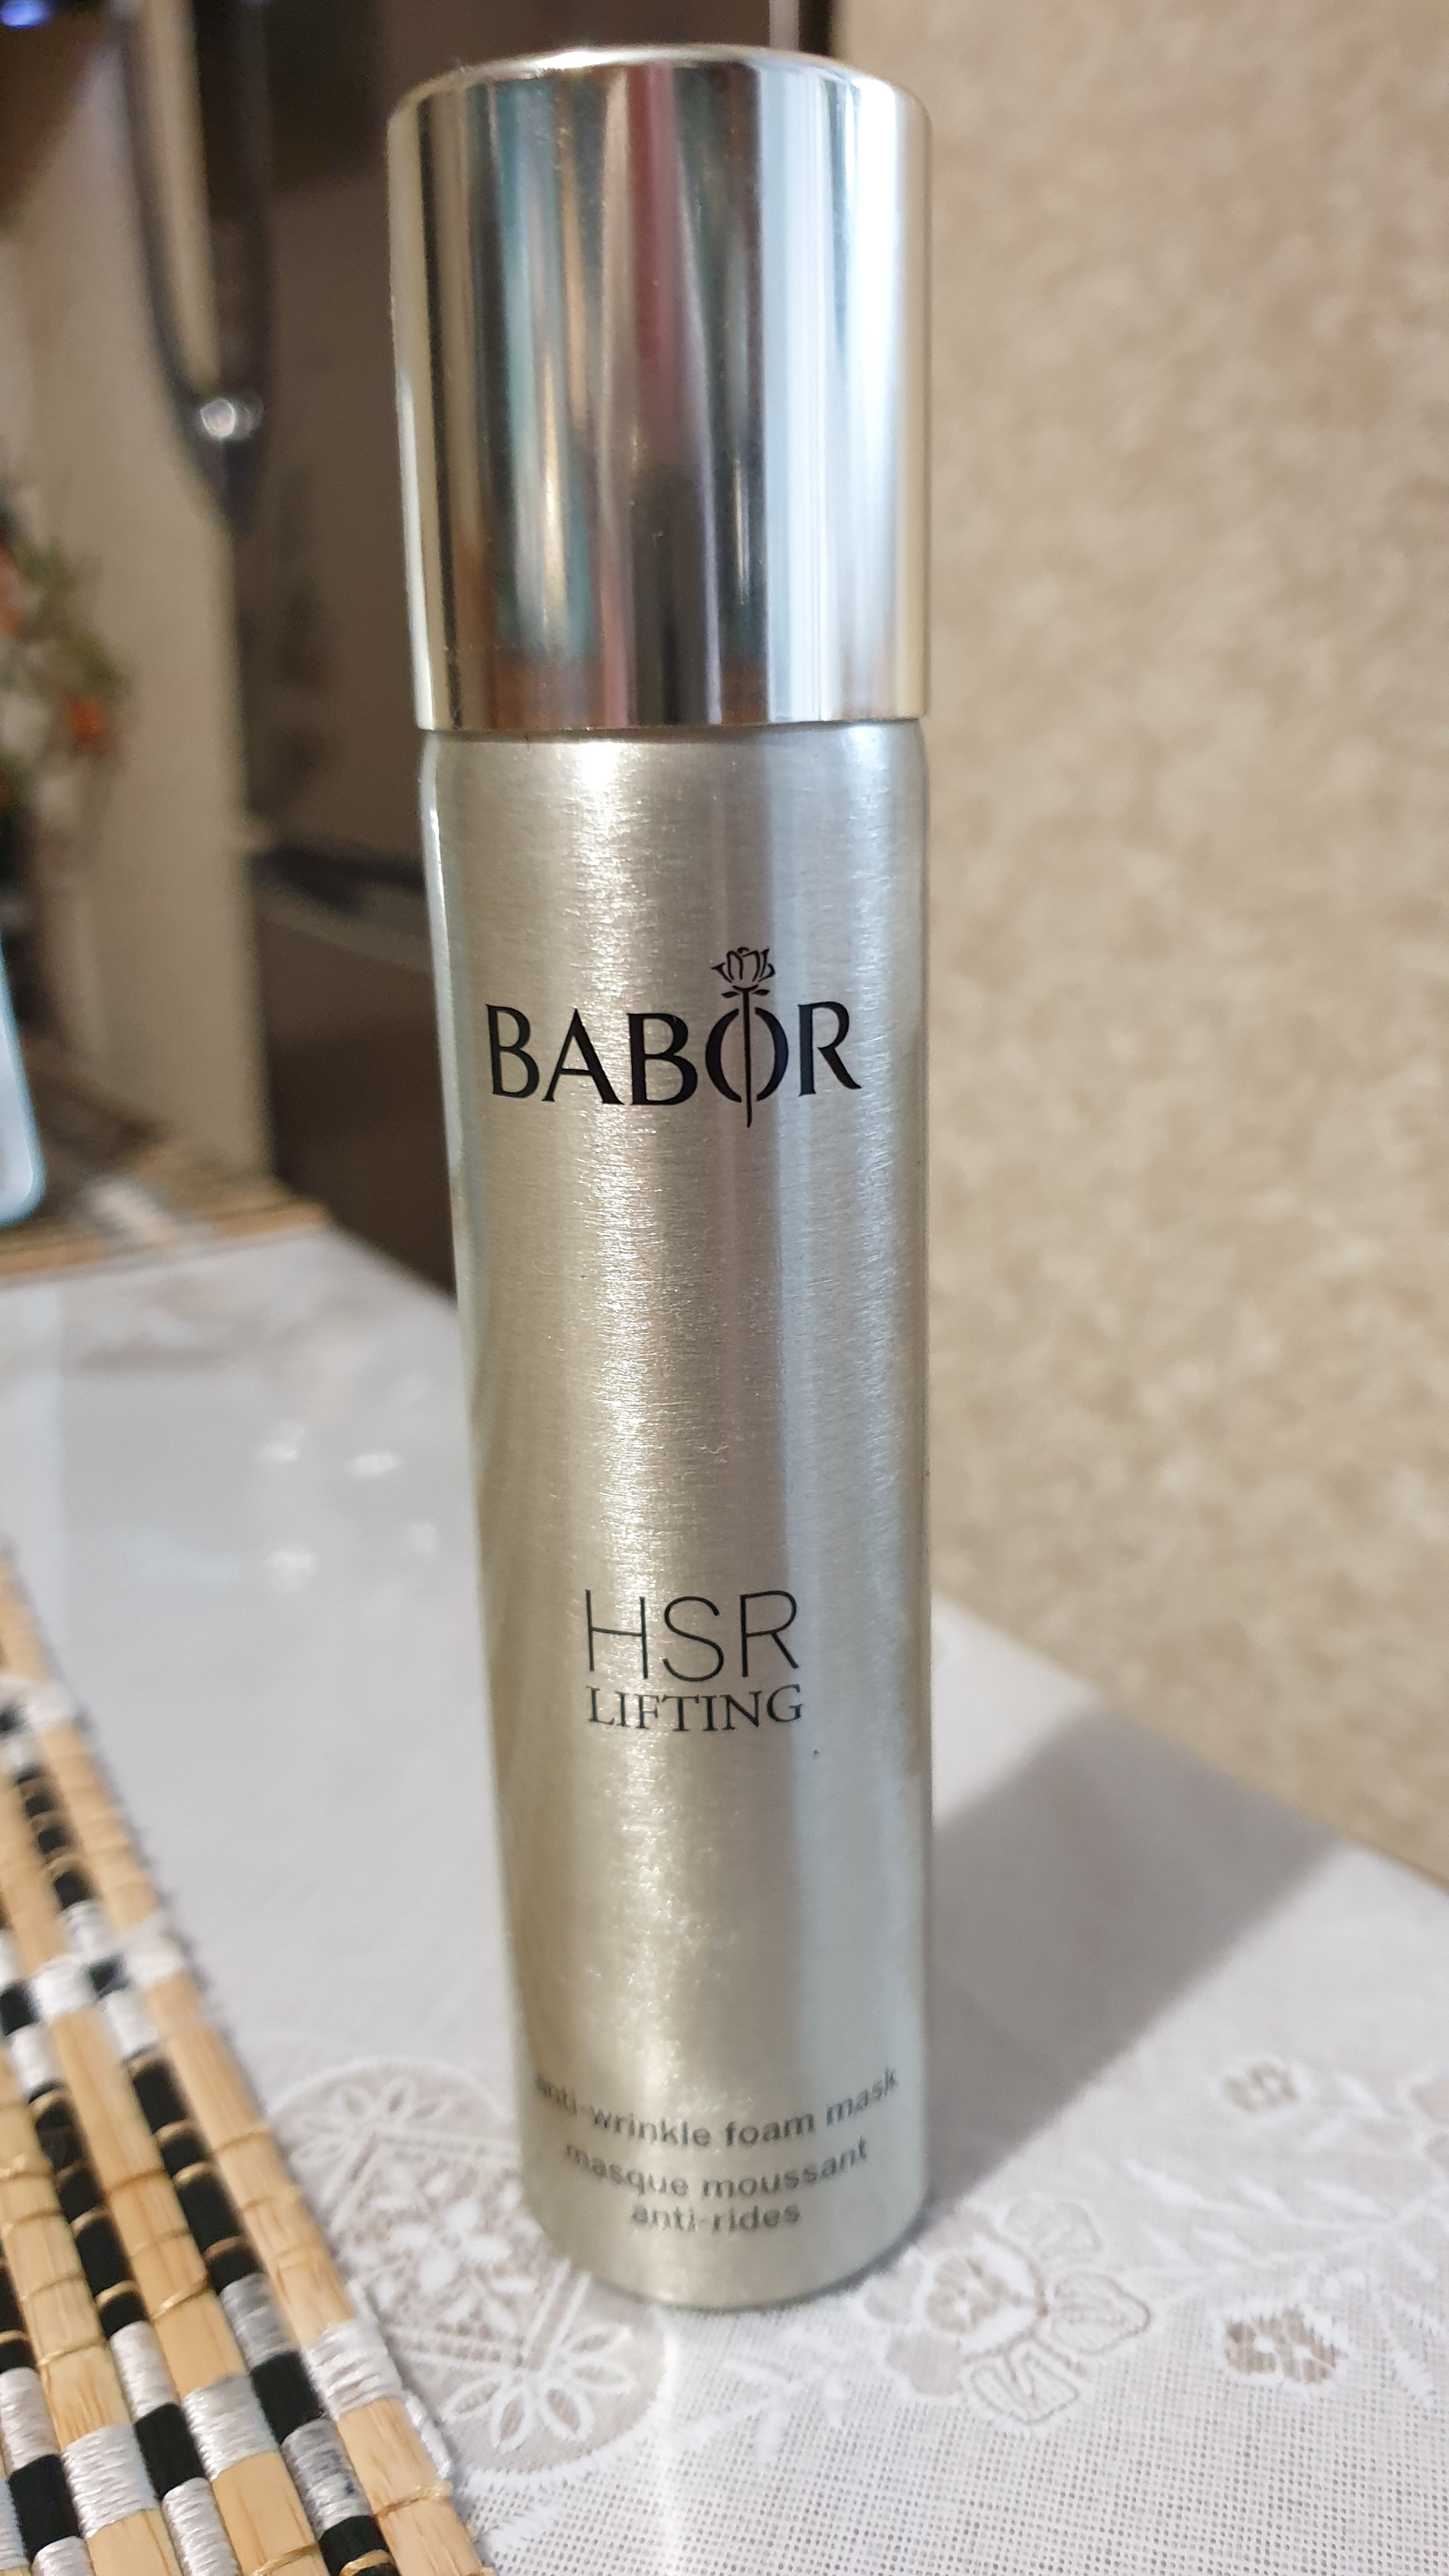 BABOR
HSR
LIFTING
anti-wrinkle foam mask
masque moussant
anti-rides